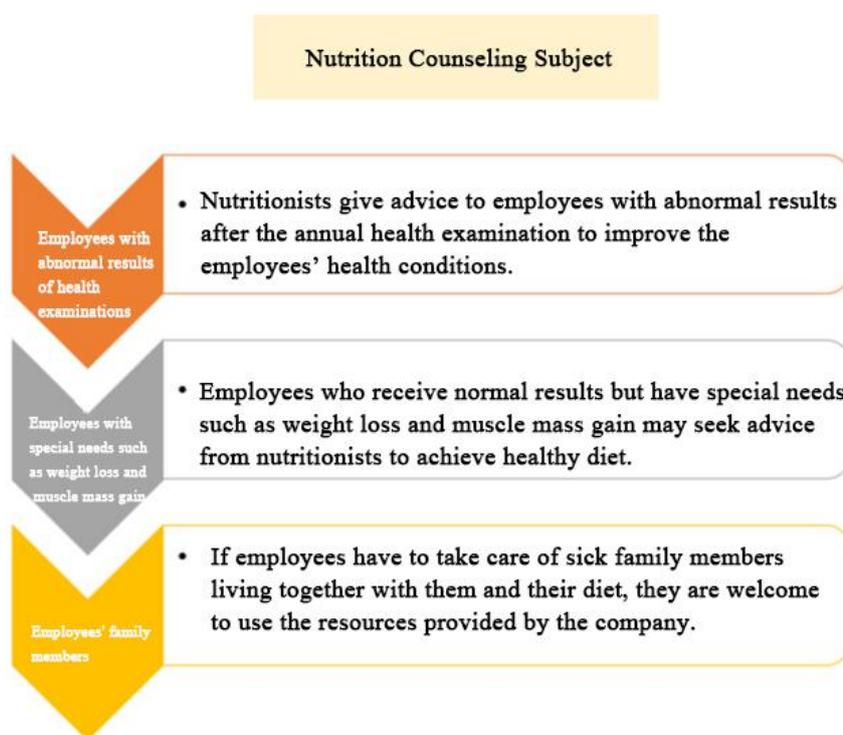 Nutrition Counseling Subject
Employees with
abnormal results
of health
examinations
• Nutritionists give advice to employees with abnormal results
after the annual health examination to improve the
employees’ health conditions.
Employees with
special needs such
as weight loss and
muscle mass gain
• Employees who receive normal results but have special needs
such as weight loss and muscle mass gain may seek advice
from nutritionists to achieve healthy diet.
Employees’ family
members
• If employees have to take care of sick family members
living together with them and their diet, they are welcome
to use the resources provided by the company.